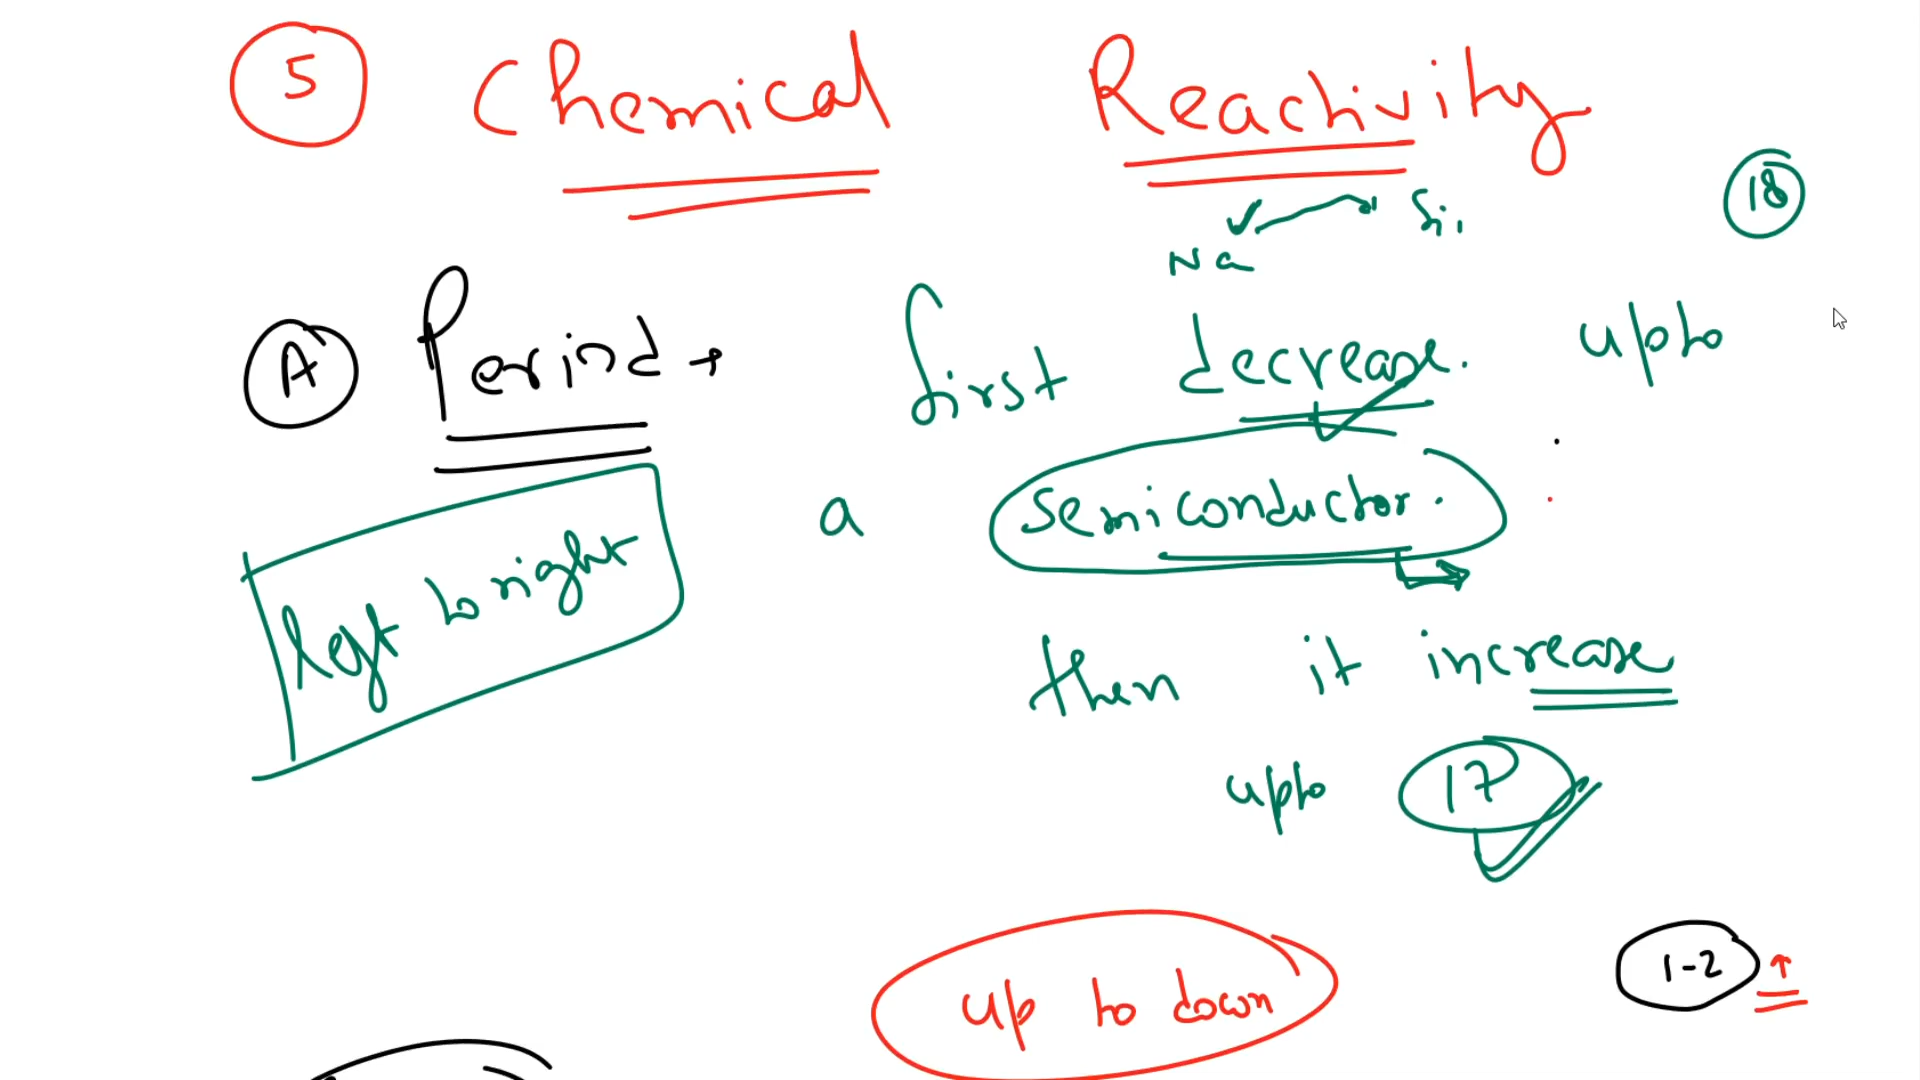 5 Chemical Reactivity
18
Na Si,
A Period → first decrease. upto
a semiconductor.
left to right
then it increase
upto 17
1-2 ↑
up to down